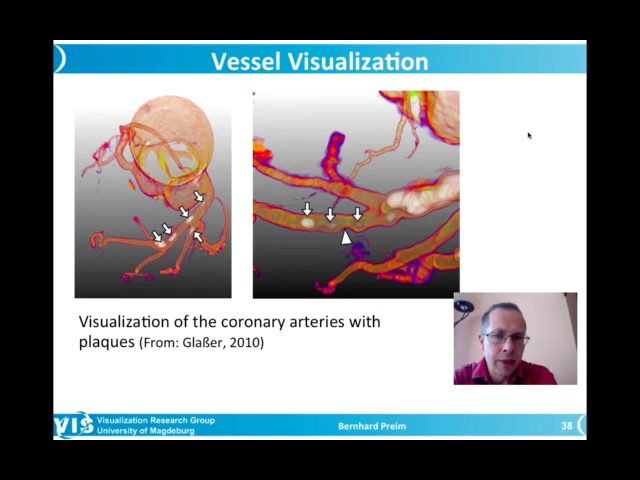 Vessel Visualization
Visualization of the coronary arteries with
plaques (From: Glaßer, 2010)
VIS
Visualization Research Group
University of Magdeburg
Bernhard Preim
38